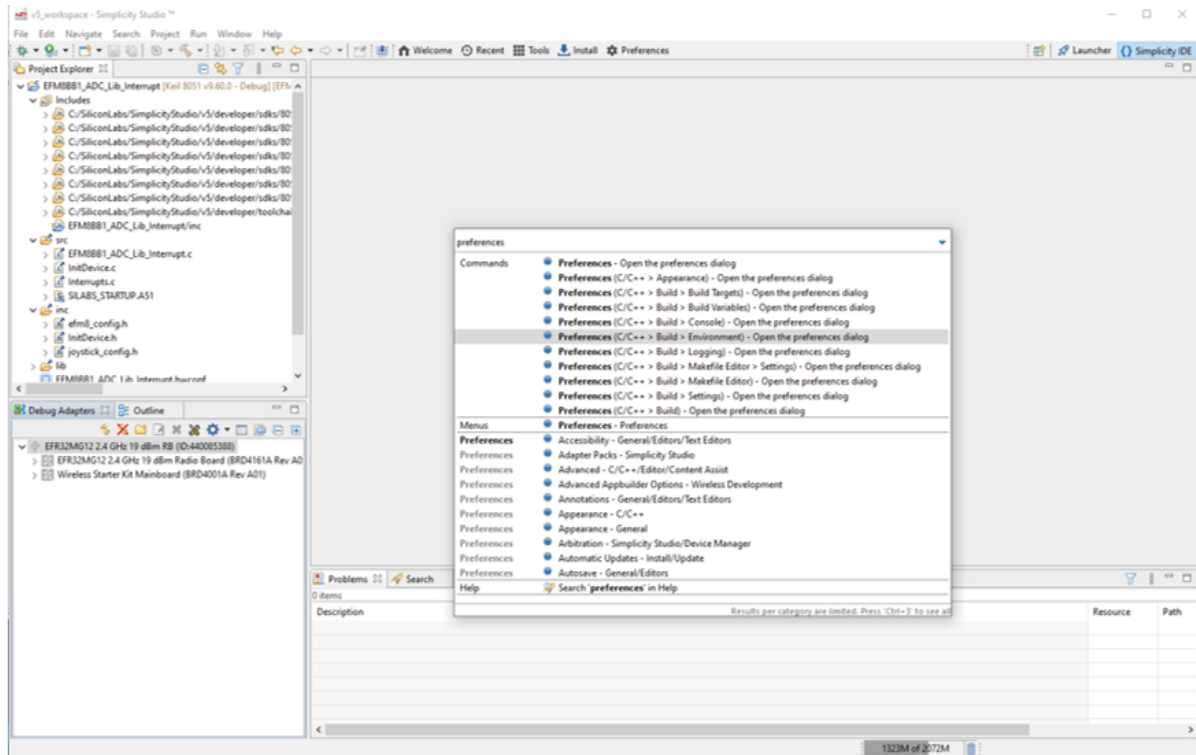 v5_workspace - Simplicity Studio ™
File Edit Navigate Search Project Run Window Help
Welcome Recent Tools Install Preferences Launcher Simplicity IDE
Project Explorer
EFM8BB1_ADC_Lib_Interrupt [Keil 8051 v9.60.0 - Debug] [EFM
Includes
C:/SiliconLabs/SimplicityStudio/v5/developer/sdks/80
C:/SiliconLabs/SimplicityStudio/v5/developer/sdks/80
C:/SiliconLabs/SimplicityStudio/v5/developer/sdks/80
C:/SiliconLabs/SimplicityStudio/v5/developer/sdks/80
C:/SiliconLabs/SimplicityStudio/v5/developer/sdks/80
C:/SiliconLabs/SimplicityStudio/v5/developer/sdks/80
C:/SiliconLabs/SimplicityStudio/v5/developer/sdks/80
C:/SiliconLabs/SimplicityStudio/v5/developer/toolchai
EFM8BB1_ADC_Lib_Interrupt/inc
src
EFM8BB1_ADC_Lib_Interrupt.c
InitDevice.c
Interrupts.c
SILABS_STARTUP.A51
inc
efm8_config.h
InitDevice.h
joystick_config.h
lib
EFM8BB1_ADC_Lib_Interrupt.hwconf
Debug Adapters Outline
EFR32MG12 2.4 GHz 19 dBm RB (ID:440085388)
EFR32MG12 2.4 GHz 19 dBm Radio Board (BRD4161A Rev A0
Wireless Starter Kit Mainboard (BRD4001A Rev A01)
preferences
Commands Preferences - Open the preferences dialog
Preferences (C/C++ > Appearance) - Open the preferences dialog
Preferences (C/C++ > Build > Build Targets) - Open the preferences dialog
Preferences (C/C++ > Build > Build Variables) - Open the preferences dialog
Preferences (C/C++ > Build > Console) - Open the preferences dialog
Preferences (C/C++ > Build > Environment) - Open the preferences dialog
Preferences (C/C++ > Build > Logging) - Open the preferences dialog
Preferences (C/C++ > Build > Makefile Editor > Settings) - Open the preferences dialog
Preferences (C/C++ > Build > Makefile Editor) - Open the preferences dialog
Preferences (C/C++ > Build > Settings) - Open the preferences dialog
Preferences (C/C++ > Build) - Open the preferences dialog
Menus Preferences - Preferences
Preferences Accessibility - General/Editors/Text Editors
Preferences Adapter Packs - Simplicity Studio
Preferences Advanced - C/C++/Editor/Content Assist
Preferences Advanced Appbuilder Options - Wireless Development
Preferences Annotations - General/Editors/Text Editors
Preferences Appearance - C/C++
Preferences Appearance - General
Preferences Arbitration - Simplicity Studio/Device Manager
Preferences Automatic Updates - Install/Update
Preferences Autosave - General/Editors
Help Search 'preferences' in Help
Results per category are limited. Press 'Ctrl+3' to see all
Problems Search
0 items
Description Resource Path
1323M of 2072M